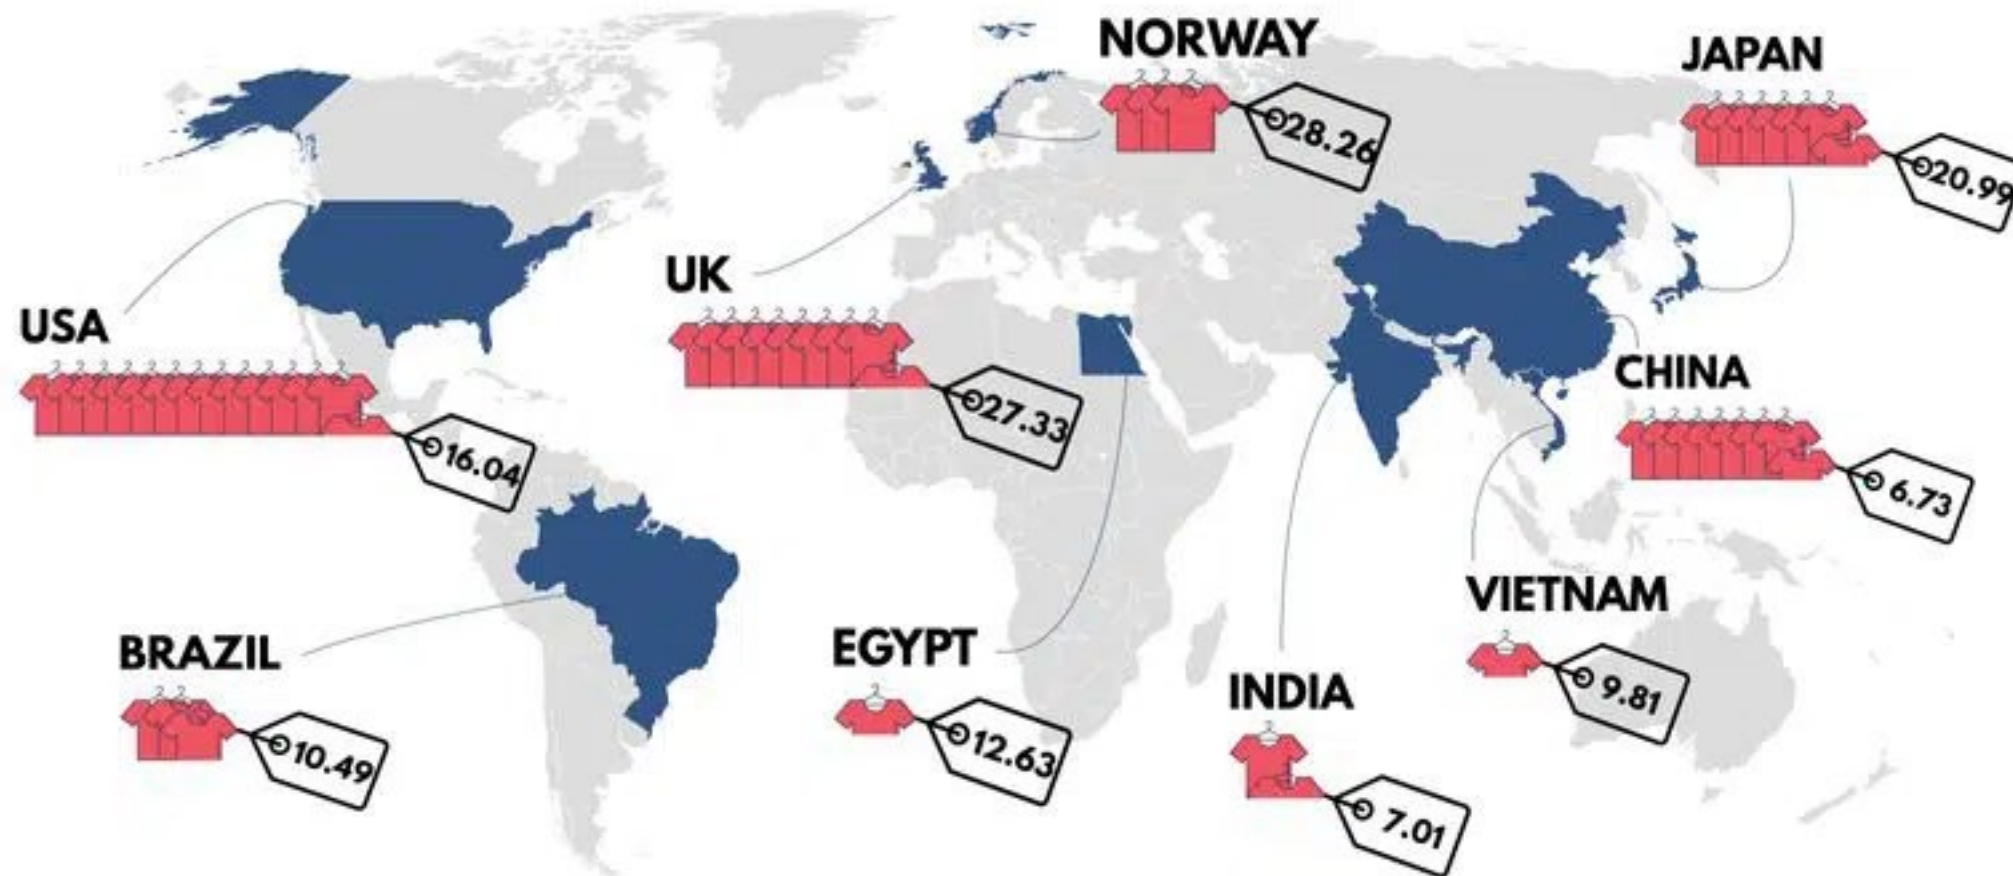 NORWAY
28.26
JAPAN
20.99
UK
27.33
USA
16.04
CHINA
6.73
VIETNAM
9.81
BRAZIL
10.49
EGYPT
12.63
INDIA
7.01